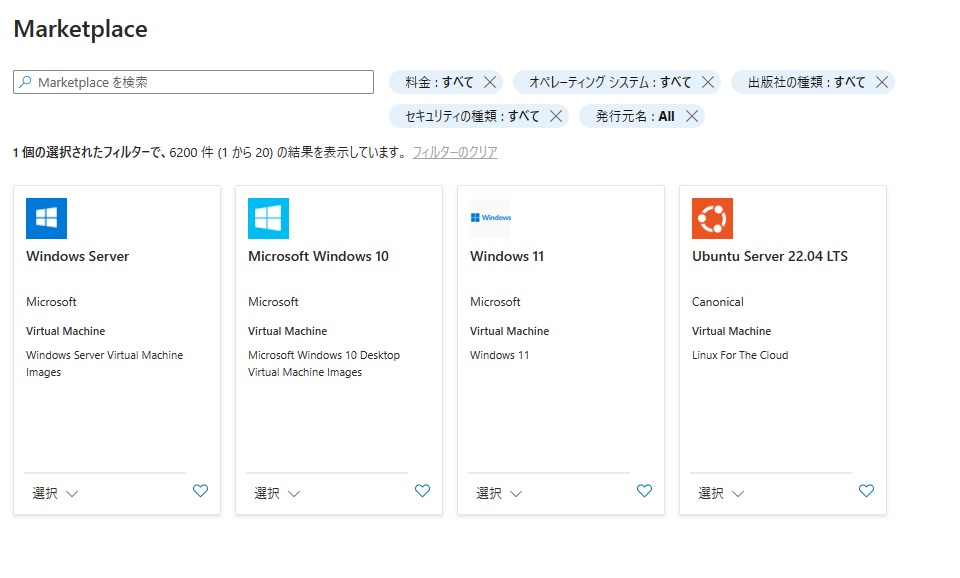 Marketplace
Marketplace を検索
料金 : すべて
オペレーティング システム : すべて
出版社の種類 : すべて
セキュリティの種類 : すべて
発行元名 : All
1 個の選択されたフィルターで、6200 件 (1 から 20) の結果を表示しています。 フィルターのクリア
Windows
Windows Server
Microsoft Windows 10
Windows 11
Ubuntu Server 22.04 LTS
Microsoft
Microsoft
Microsoft
Canonical
Virtual Machine
Virtual Machine
Virtual Machine
Virtual Machine
Windows Server Virtual Machine
Images
Microsoft Windows 10 Desktop
Virtual Machine Images
Windows 11
Linux For The Cloud
選択
選択
選択
選択